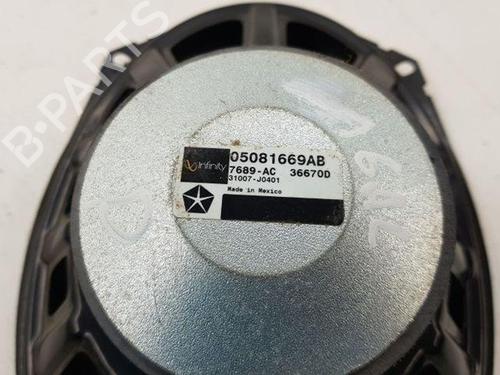 B-PARTS
Infinity
05081669AB
7689-AC 36670D
31007-J0401
Made in Mexico